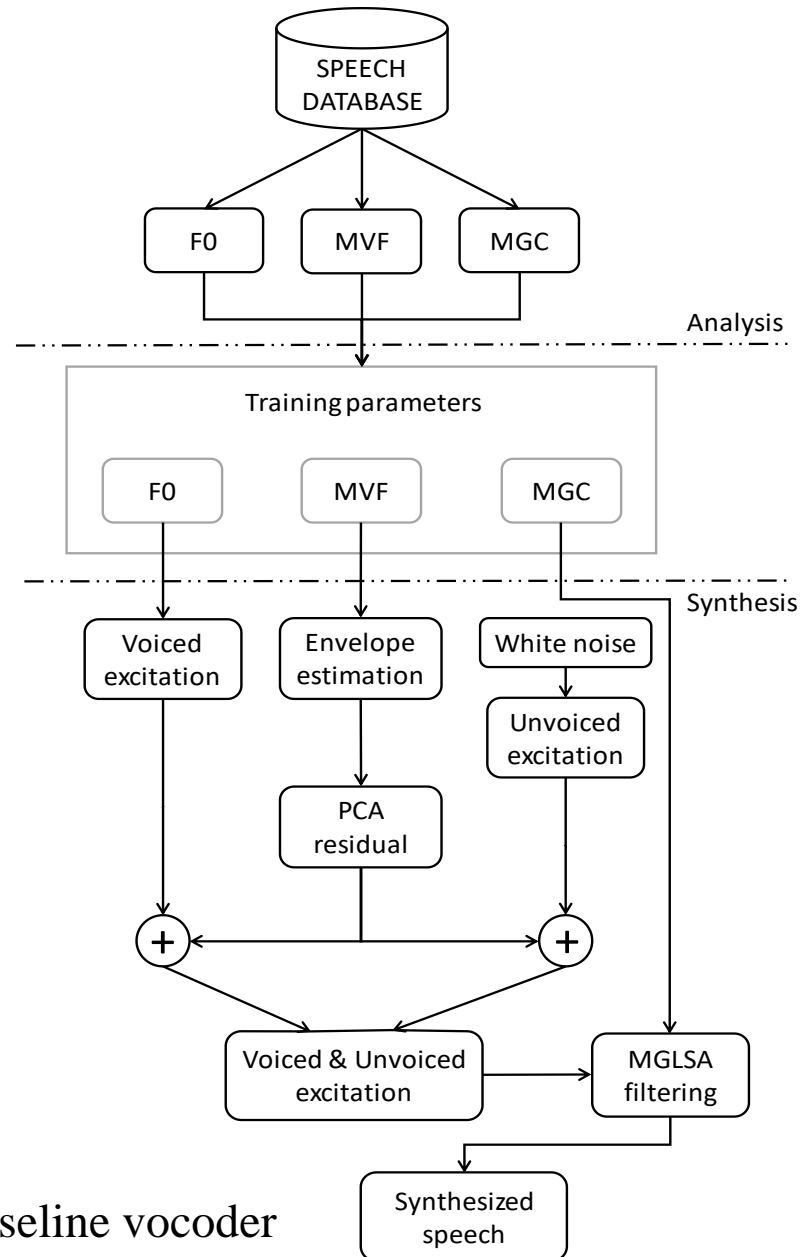 SPEECH
DATABASE
F0
MVF
MGC
Analysis
Training parameters
F0
MVF
MGC
Synthesis
Voiced
excitation
Envelope
estimation
White noise
Unvoiced
excitation
PCA
residual
+
+
Voiced & Unvoiced
excitation
MGLSA
filtering
Synthesized
speech
vocoder